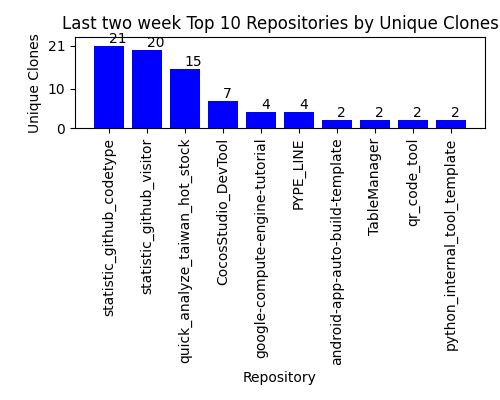 Last two week Top 10 Repositories by Unique Clones
Unique Clones
21
10
0
21
20
15
7
4
4
2
2
2
2
statistic_github_codetype
statistic_github_visitor
quick_analyze_taiwan_hot_stock
CocosStudio_DevTool
google-compute-engine-tutorial
PYPE_LINE
android-app-auto-build-template
TableManager
qr_code_tool
python_internal_tool_template
Repository